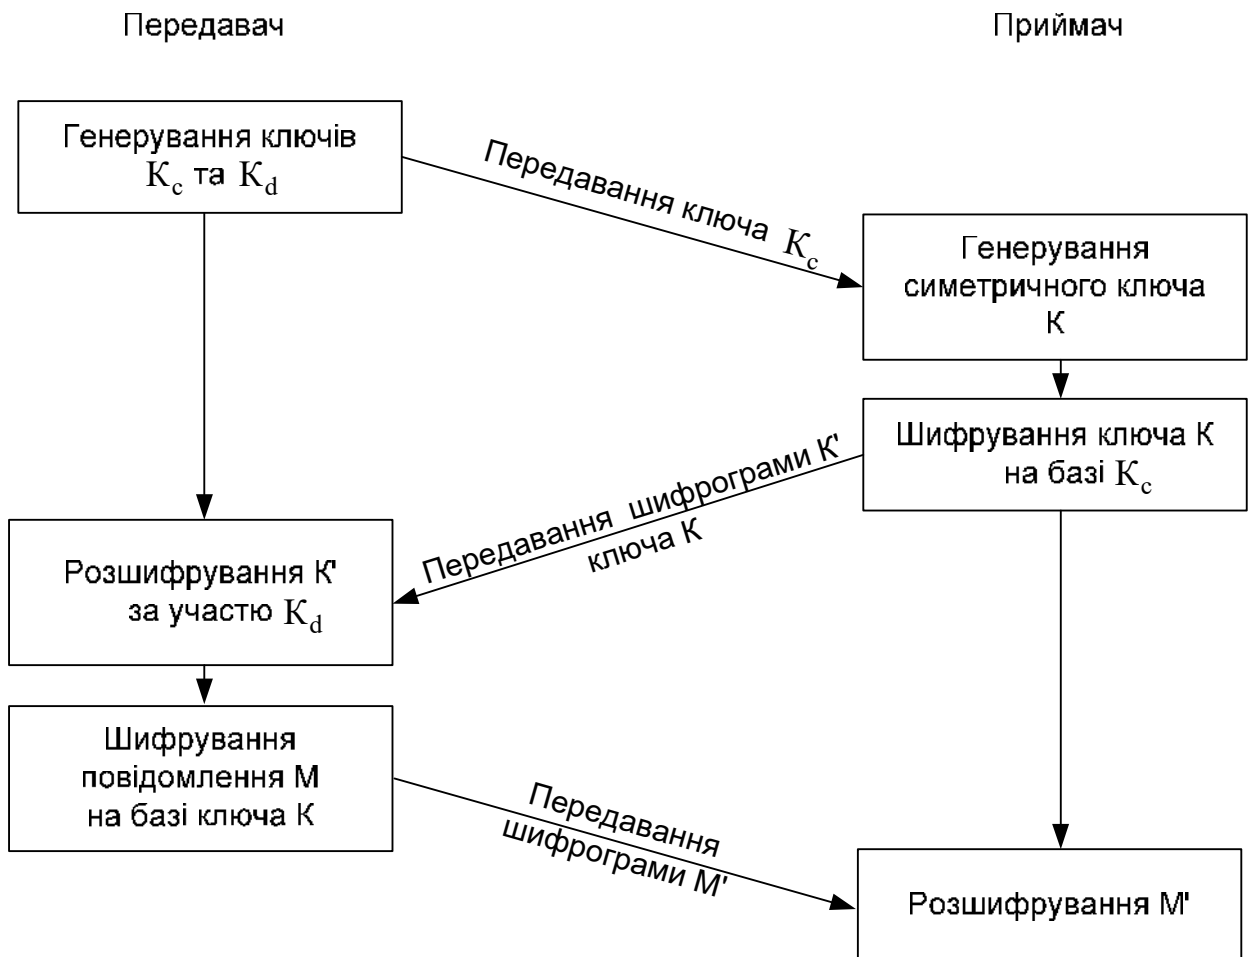 Передавач
Приймач
Генерування ключів
Kc та Kd
Передавання ключа Kc
Генерування
симетричного ключа
К
Шифрування ключа К
на базі Kc
Передавання шифрограми К'
ключа К
Розшифрування К'
за участю Kd
Шифрування
повідомлення М
на базі ключа К
Передавання
шифрограми М'
Розшифрування М'